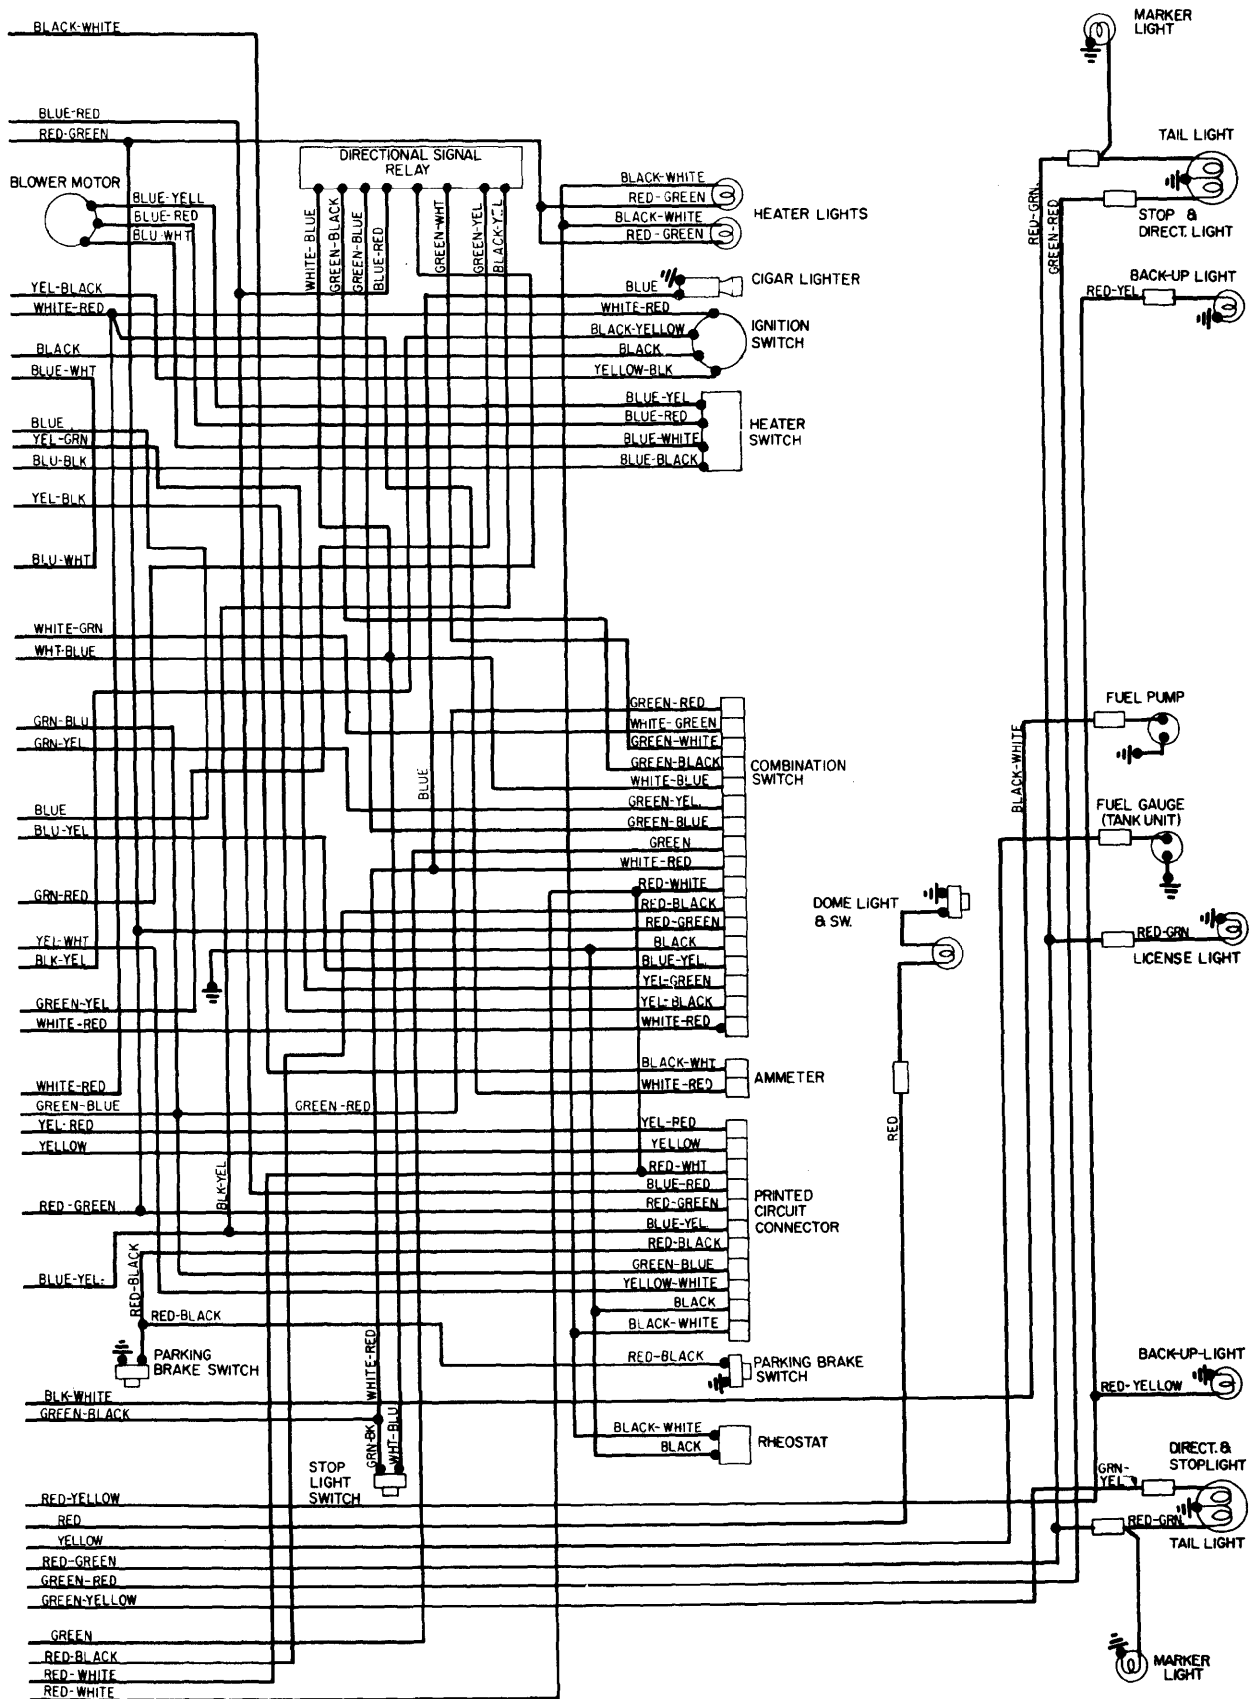 BLACK-WHITE
MARKER
LIGHT
BLUE-RED
RED-GREEN
TAIL LIGHT
DIRECTIONAL SIGNAL
RELAY
BLOWER MOTOR
BLUE-YELL
BLUE-RED
BLU-WHT
WHITE-BLUE
GREEN-BLACK
GREEN-BLUE
BLUE-RED
GREEN-WHT
GREEN-YEL
BLACK-YEL
BLACK-WHITE
RED-GREEN
BLACK-WHITE
RED-GREEN
HEATER LIGHTS
RED-GRN.
GREEN-RED
STOP &
DIRECT. LIGHT
BLUE
CIGAR LIGHTER
BACK-UP LIGHT
RED-YEL
YEL-BLACK
WHITE-RED
WHITE-RED
BLACK-YELLOW
IGNITION
SWITCH
BLACK
BLACK
BLUE-WHT
YELLOW-BLK
BLUE-YEL
BLUE-RED
BLUE-WHITE
BLUE-BLACK
HEATER
SWITCH
BLUE
YEL-GRN
BLU-BLK
YEL-BLK
BLU-WHT
WHITE-GRN
WHT-BLUE
GRN-BLU
GRN-YEL
GREEN-RED
WHITE-GREEN
GREEN-WHITE
GREEN-BLACK
WHITE-BLUE
GREEN-YEL.
GREEN-BLUE
GREEN
WHITE-RED
RED-WHITE
RED-BLACK
RED-GREEN
BLACK
BLUE-YEL.
YEL-GREEN
YEL-BLACK
WHITE-RED
COMBINATION
SWITCH
BLUE
FUEL PUMP
BLACK-WHITE
FUEL GAUGE
(TANK UNIT)
BLUE
BLU-YEL
GRN-RED
DOME LIGHT
& SW.
RED-GRN
LICENSE LIGHT
YEL-WHT
BLK-YEL
GREEN-YEL
WHITE-RED
BLACK-WHT
WHITE-RED
AMMETER
RED
WHITE-RED
GREEN-BLUE
GREEN-RED
YEL-RED
YELLOW
YEL-RED
YELLOW
RED-WHT
BLUE-RED
RED-GREEN
BLUE-YEL.
RED-BLACK
GREEN-BLUE
YELLOW-WHITE
BLACK
BLACK-WHITE
PRINTED
CIRCUIT
CONNECTOR
BLK-YEL
RED-GREEN
BLUE-YEL.
RED-BLACK
RED-BLACK
PARKING
BRAKE SWITCH
WHITE-RED
RED-BLACK
PARKING BRAKE
SWITCH
BACK-UP-LIGHT
RED-YELLOW
BLK-WHITE
GREEN-BLACK
GRN-BK
WHT-BLU
BLACK-WHITE
BLACK
RHEOSTAT
STOP
LIGHT
SWITCH
DIRECT. &
STOPLIGHT
GRN-
YEL
RED-GRN
TAIL LIGHT
RED-YELLOW
RED
YELLOW
RED-GREEN
GREEN-RED
GREEN-YELLOW
GREEN
RED-BLACK
RED-WHITE
RED-WHITE
MARKER
LIGHT